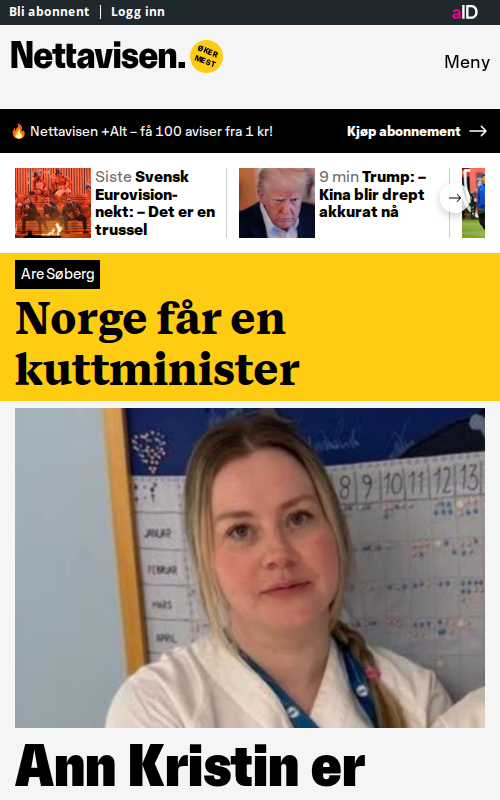 Bli abonnent
Logg inn
aID
Nettavisen.
ØKER
MEST
Meny
🔥 Nettavisen +Alt – få 100 aviser fra 1 kr!
Kjøp abonnement →
Siste Svensk
Eurovision-
nekt: – Det er en
trussel
9 min Trump: –
Kina blir drept
akkurat nå
Are Søberg
Norge får en
kuttminister
8 9 10 11 12 13
JANUAR
FEBRUAR
MARS
APRIL
Ann Kristin er